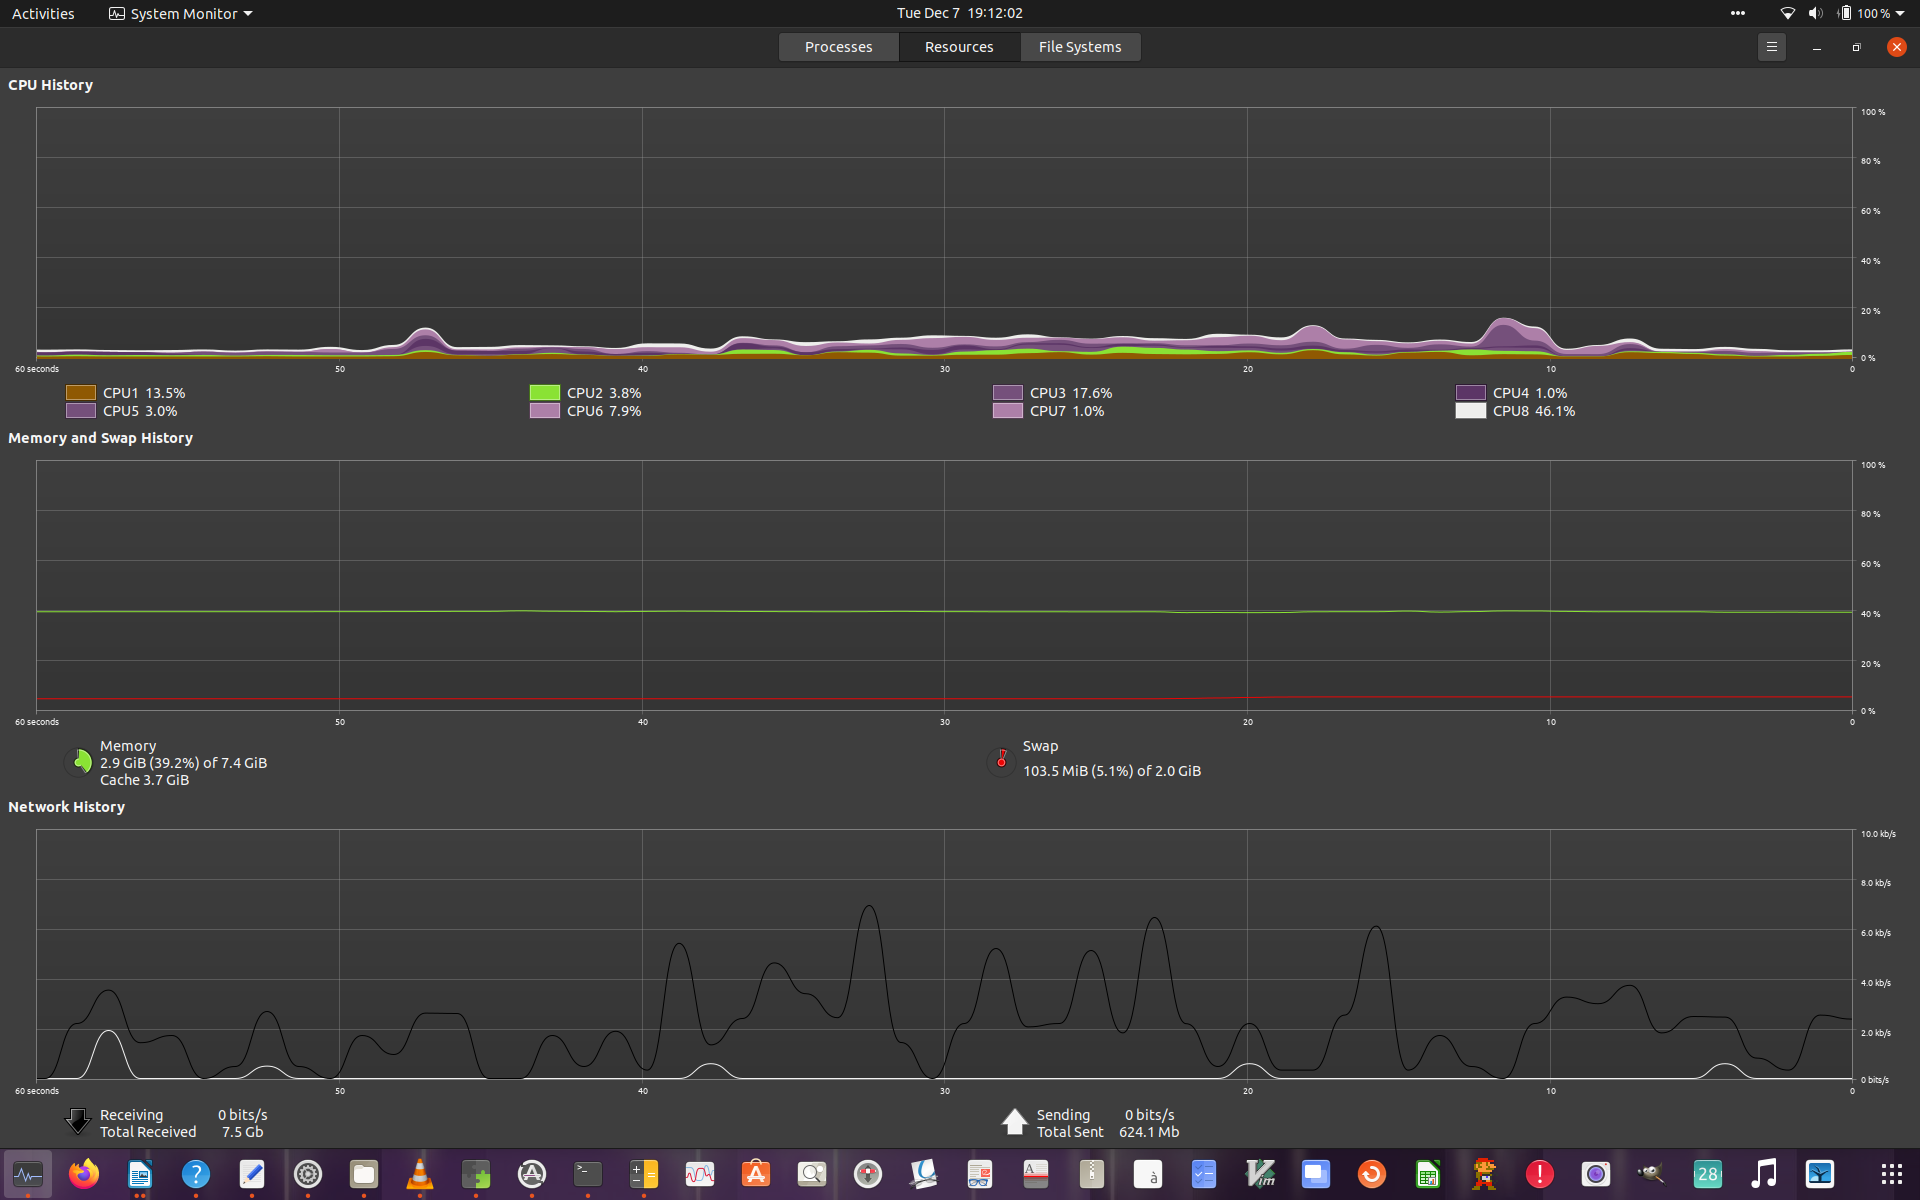 Activities System Monitor Tue Dec 7 19:12:02 100 %
Processes Resources File Systems
CPU History
100 %
80 %
60 %
40 %
20 %
0 %
60 seconds 50 40 30 20 10 0
CPU1 13.5% CPU2 3.8% CPU3 17.6% CPU4 1.0%
CPU5 3.0% CPU6 7.9% CPU7 1.0% CPU8 46.1%
Memory and Swap History
100 %
80 %
60 %
40 %
20 %
0 %
60 seconds 50 40 30 20 10 0
Memory
2.9 GiB (39.2%) of 7.4 GiB
Cache 3.7 GiB
Swap
103.5 MiB (5.1%) of 2.0 GiB
Network History
10.0 kb/s
8.0 kb/s
6.0 kb/s
4.0 kb/s
2.0 kb/s
0 bits/s
60 seconds 50 40 30 20 10 0
Receiving 0 bits/s
Total Received 7.5 Gb
Sending 0 bits/s
Total Sent 624.1 Mb
28